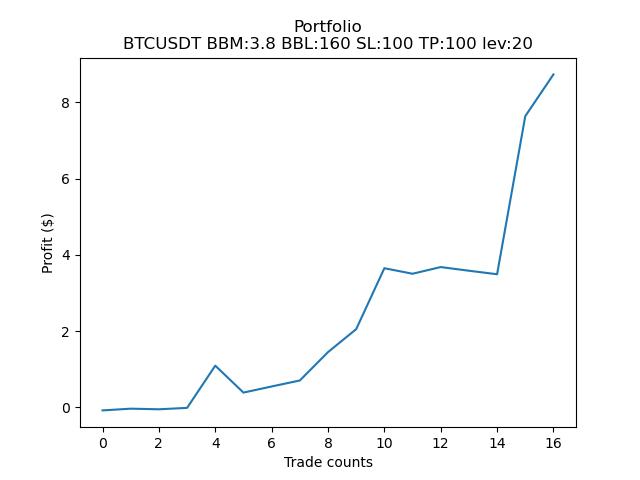 Portfolio
BTCUSDT BBM:3.8 BBL:160 SL:100 TP:100 lev:20
8
6
4
2
0
Profit ($)
0 2 4 6 8 10 12 14 16
Trade counts